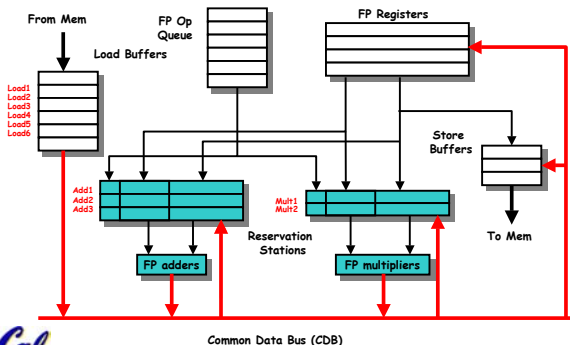 From Mem
FP Op
Queue
FP Registers
Load Buffers
Load1
Load2
Load3
Load4
Load5
Load6
Store
Buffers
Add1
Add2
Add3
Mult1
Mult2
Reservation
Stations
To Mem
FP adders
FP multipliers
Cal
Common Data Bus (CDB)